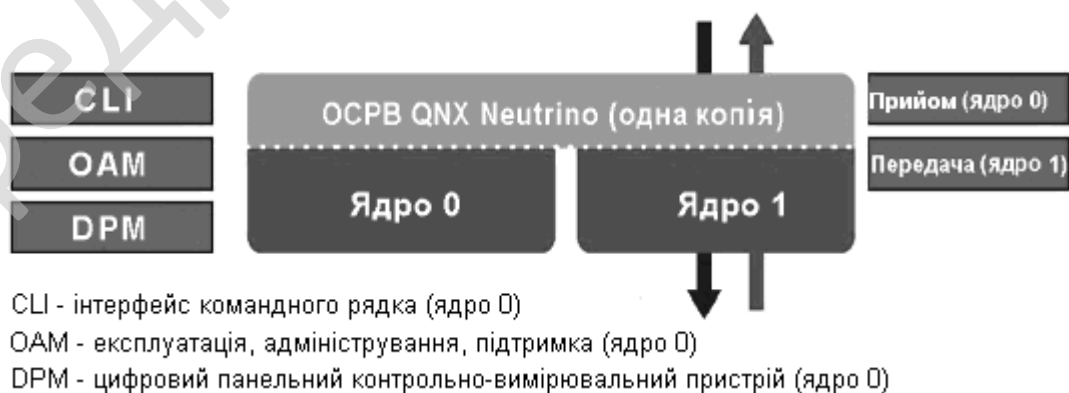 CLI
OAM
DPM
ОСРВ QNX Neutrino (одна копія)
Ядро 0
Ядро 1
Прийом (ядро 0)
Передача (ядро 1)
CLI - інтерфейс командного рядка (ядро 0)
OAM - експлуатація, адміністрування, підтримка (ядро 0)
DPM - цифровий панельний контрольно-вимірювальний пристрій (ядро 0)